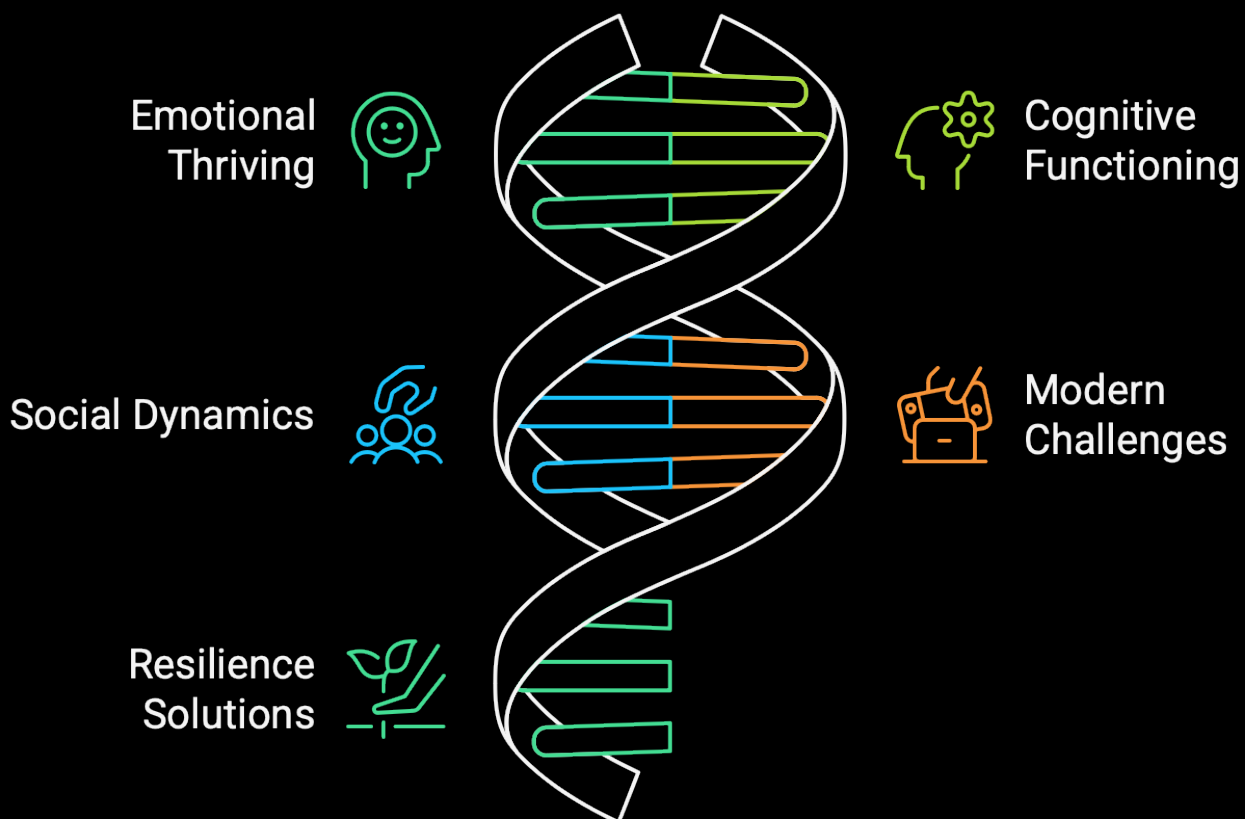 Emotional
Thriving
Cognitive
Functioning
Social Dynamics
Modern
Challenges
Resilience
Solutions